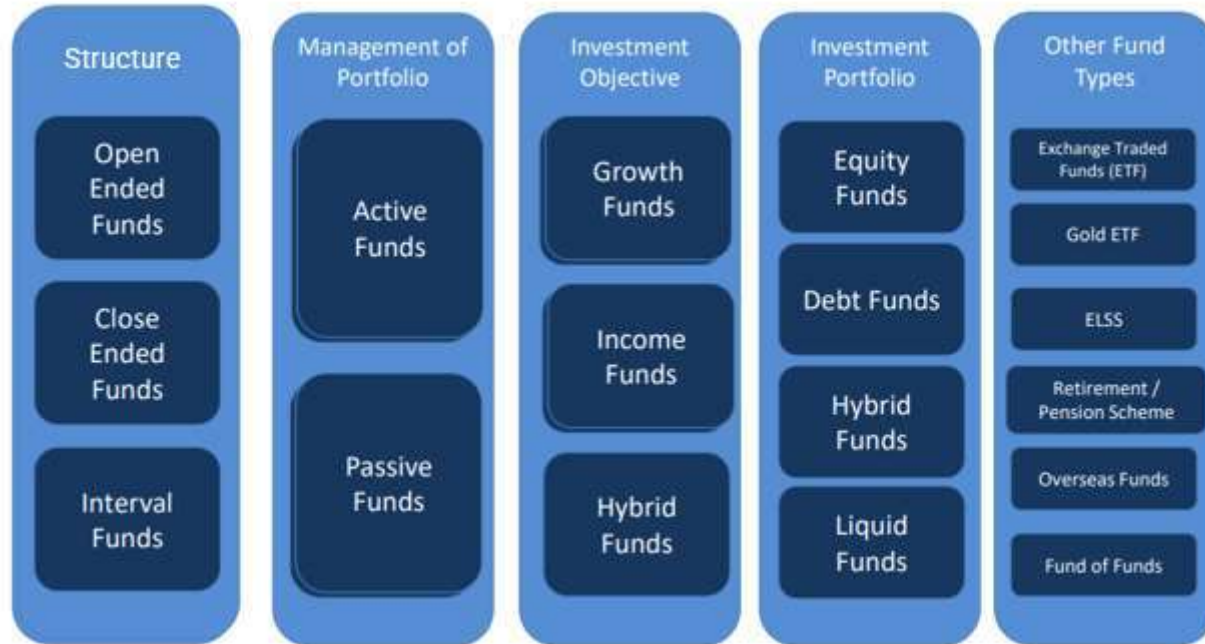 Structure
Open
Ended
Funds
Close
Ended
Funds
Interval
Funds
Management of
Portfolio
Active
Funds
Passive
Funds
Investment
Objective
Growth
Funds
Income
Funds
Hybrid
Funds
Investment
Portfolio
Equity
Funds
Debt Funds
Hybrid
Funds
Liquid
Funds
Other Fund
Types
Exchange Traded
Funds (ETF)
Gold ETF
ELSS
Retirement /
Pension Scheme
Overseas Funds
Fund of Funds